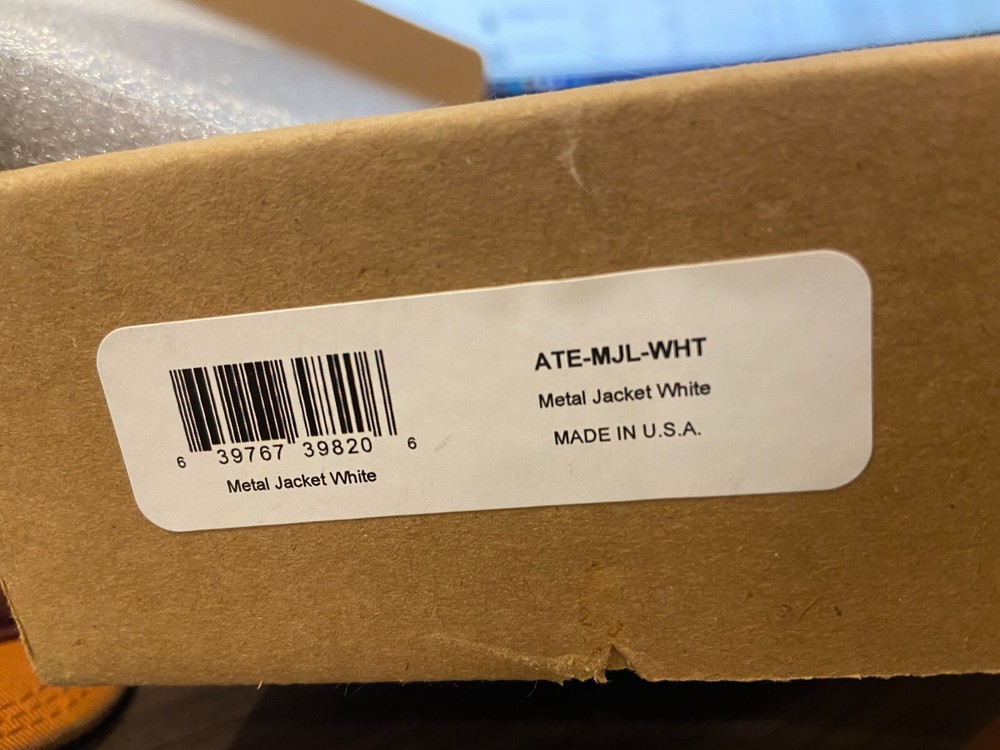 6 39767 39820 6
Metal Jacket White
ATE-MJL-WHT
Metal Jacket White
MADE IN U.S.A.